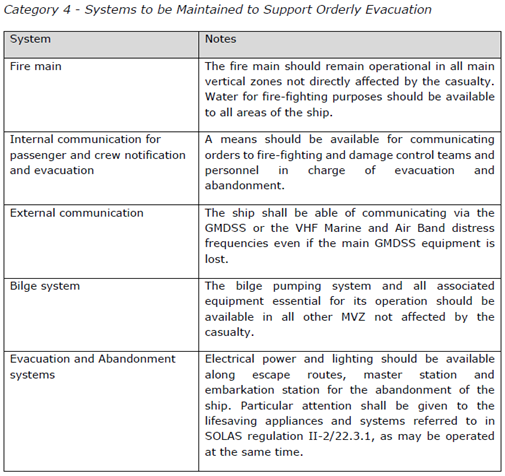 Category 4 - Systems to be Maintained to Support Orderly Evacuation
System
Notes
Fire main
The fire main should remain operational in all main
vertical zones not directly affected by the casualty.
Water for fire-fighting purposes should be available
to all areas of the ship.
Internal communication for
passenger and crew notification
and evacuation
A means should be available for communicating
orders to fire-fighting and damage control teams and
personnel in charge of evacuation and
abandonment.
External communication
The ship shall be able of communicating via the
GMDSS or the VHF Marine and Air Band distress
frequencies even if the main GMDSS equipment is
lost.
Bilge system
The bilge pumping system and all associated
equipment essential for its operation should be
available in all other MVZ not affected by the
casualty.
Evacuation and Abandonment
systems
Electrical power and lighting should be available
along escape routes, master station and
embarkation station for the abandonment of the
ship. Particular attention shall be given to the
lifesaving appliances and systems referred to in
SOLAS regulation II-2/22.3.1, as may be operated
at the same time.